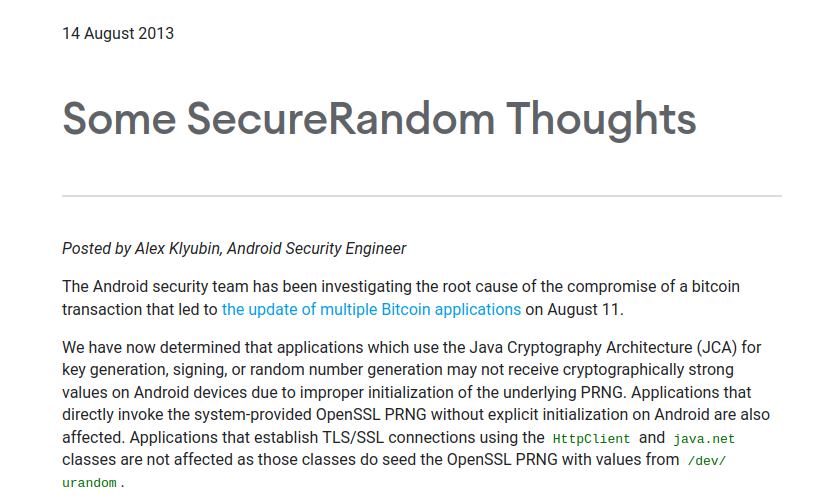 14 August 2013
Some SecureRandom Thoughts
Posted by Alex Klyubin, Android Security Engineer
The Android security team has been investigating the root cause of the compromise of a bitcoin
transaction that led to the update of multiple Bitcoin applications on August 11.
We have now determined that applications which use the Java Cryptography Architecture (JCA) for
key generation, signing, or random number generation may not receive cryptographically strong
values on Android devices due to improper initialization of the underlying PRNG. Applications that
directly invoke the system-provided OpenSSL PRNG without explicit initialization on Android are also
affected. Applications that establish TLS/SSL connections using the HttpClient and java.net
classes are not affected as those classes do seed the OpenSSL PRNG with values from /dev/
urandom .